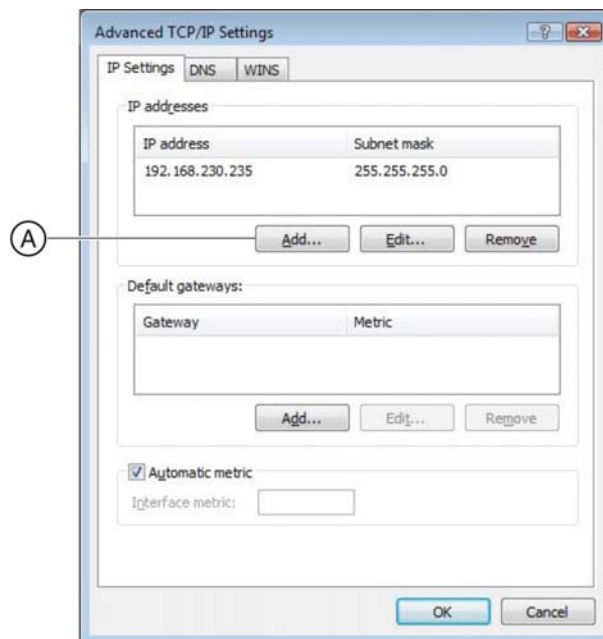 Advanced TCP/IP Settings
IP Settings DNS WINS
IP addresses
IP address Subnet mask
192.168.230.235 255.255.255.0
A
Add... Edit... Remove
Default gateways:
Gateway Metric
Add... Edit... Remove
Automatic metric
Interface metric:
OK Cancel